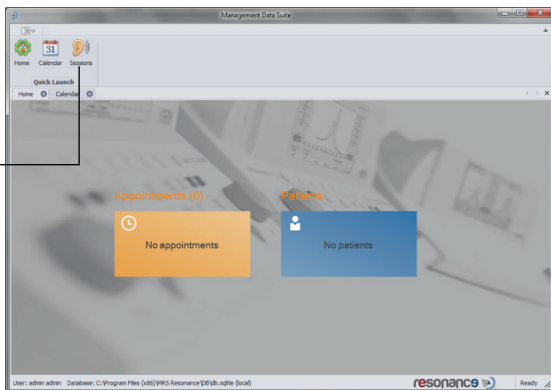 Management Data Suite
31
Home Calendar Sessions
Quick Launch
Home Calendar
Appointments (0) Patients
No appointments No patients
User: admin admin Database: C:\Program Files (x86)\MRS Resonance\DB\db.sqlite (local) resonance Ready